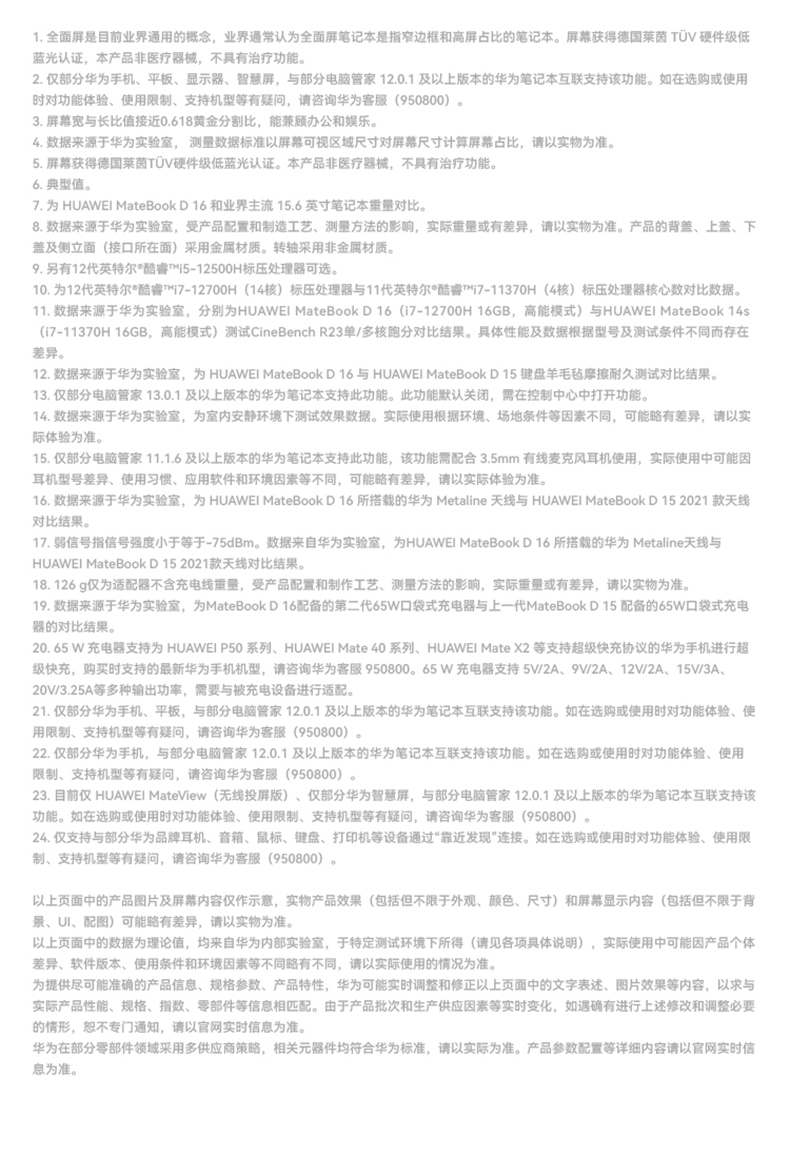 1. 全面屏是目前业界通用的概念，业界通常认为全面屏笔记本是指窄边框和高屏占比的笔记本。屏幕获得德国莱茵 TÜV 硬件级低
蓝光认证，本产品非医疗器械，不具有治疗功能。
2. 仅部分华为手机、平板、显示器、智慧屏，与部分电脑管家 12.0.1 及以上版本的华为笔记本互联支持该功能。如在选购或使用
时对功能体验、使用限制、支持机型等有疑问，请咨询华为客服（950800）。
3. 屏幕宽与长比值接近0.618黄金分割比，能兼顾办公和娱乐。
4. 数据来源于华为实验室， 测量数据标准以屏幕可视区域尺寸对屏幕尺寸计算屏幕占比，请以实物为准。
5. 屏幕获得德国莱茵TÜV硬件级低蓝光认证。本产品非医疗器械，不具有治疗功能。
6. 典型值。
7. 为 HUAWEI MateBook D 16 和业界主流 15.6 英寸笔记本重量对比。
8. 数据来源于华为实验室，受产品配置和制造工艺、测量方法的影响，实际重量或有差异，请以实物为准。产品的背盖、上盖、下
盖及侧立面（接口所在面）采用金属材质。转轴采用非金属材质。
9. 另有12代英特尔®酷睿™i5-12500H标压处理器可选。
10. 为12代英特尔®酷睿™i7-12700H（14核）标压处理器与11代英特尔®酷睿™i7-11370H（4核）标压处理器核心数对比数据。
11. 数据来源于华为实验室，分别为HUAWEI MateBook D 16（i7-12700H 16GB，高能模式）与HUAWEI MateBook 14s
（i7-11370H 16GB，高能模式）测试CineBench R23单/多核跑分对比结果。具体性能及数据根据型号及测试条件不同而存在
差异。
12. 数据来源于华为实验室，为 HUAWEI MateBook D 16 与 HUAWEI MateBook D 15 键盘羊毛毡摩擦耐久测试对比结果。
13. 仅部分电脑管家 13.0.1 及以上版本的华为笔记本支持此功能。此功能默认关闭，需在控制中心中打开功能。
14. 数据来源于华为实验室，为室内安静环境下测试效果数据。实际使用根据环境、场地条件等因素不同，可能略有差异，请以实
际体验为准。
15. 仅部分电脑管家 11.1.6 及以上版本的华为笔记本支持此功能，该功能需配合 3.5mm 有线麦克风耳机使用，实际使用中可能因
耳机型号差异、使用习惯、应用软件和环境因素等不同，可能略有差异，请以实际体验为准。
16. 数据来源于华为实验室，为 HUAWEI MateBook D 16 所搭载的华为 Metaline 天线与 HUAWEI MateBook D 15 2021 款天线
对比结果。
17. 弱信号指信号强度小于等于-75dBm。数据来自华为实验室，为HUAWEI MateBook D 16 所搭载的华为 Metaline天线与
HUAWEI MateBook D 15 2021款天线对比结果。
18. 126 g仅为适配器不含充电线重量，受产品配置和制作工艺、测量方法的影响，实际重量或有差异，请以实物为准。
19. 数据来源于华为实验室，为MateBook D 16配备的第二代65W口袋式充电器与上一代MateBook D 15 配备的65W口袋式充电
器的对比结果。
20. 65 W 充电器支持为 HUAWEI P50 系列、HUAWEI Mate 40 系列、HUAWEI Mate X2 等支持超级快充协议的华为手机进行超
级快充，购买时支持的最新华为手机机型，请咨询华为客服 950800。65 W 充电器支持 5V/2A、9V/2A、12V/2A、15V/3A、
20V/3.25A等多种输出功率，需要与被充电设备进行适配。
21. 仅部分华为手机、平板，与部分电脑管家 12.0.1 及以上版本的华为笔记本互联支持该功能。如在选购或使用时对功能体验、使
用限制、支持机型等有疑问，请咨询华为客服（950800）。
22. 仅部分华为手机，与部分电脑管家 12.0.1 及以上版本的华为笔记本互联支持该功能。如在选购或使用时对功能体验、使用
限制、支持机型等有疑问，请咨询华为客服（950800）。
23. 目前仅 HUAWEI MateView（无线投屏版）、仅部分华为智慧屏，与部分电脑管家 12.0.1 及以上版本的华为笔记本互联支持该
功能。如在选购或使用时对功能体验、使用限制、支持机型等有疑问，请咨询华为客服（950800）。
24. 仅支持与部分华为品牌耳机、音箱、鼠标、键盘、打印机等设备通过“靠近发现”连接。如在选购或使用时对功能体验、使用限
制、支持机型等有疑问，请咨询华为客服（950800）。
以上页面中的产品图片及屏幕内容仅作示意，实物产品效果（包括但不限于外观、颜色、尺寸）和屏幕显示内容（包括但不限于背
景、UI、配图）可能略有差异，请以实物为准。
以上页面中的数据为理论值，均来自华为内部实验室，于特定测试环境下所得（请见各项具体说明），实际使用中可能因产品个体
差异、软件版本、使用条件和环境因素等不同略有不同，请以实际使用的情况为准。
为提供尽可能准确的产品信息、规格参数、产品特性，华为可能实时调整和修正以上页面中的文字表述、图片效果等内容，以求与
实际产品性能、规格、指数、零部件等信息相匹配。由于产品批次和生产供应因素等实时变化，如遇确有进行上述修改和调整必要
的情形，恕不专门通知，请以官网实时信息为准。
华为在部分零部件领域采用多供应商策略，相关元器件均符合华为标准，请以实际为准。产品参数配置等详细内容请以官网实时信
息为准。